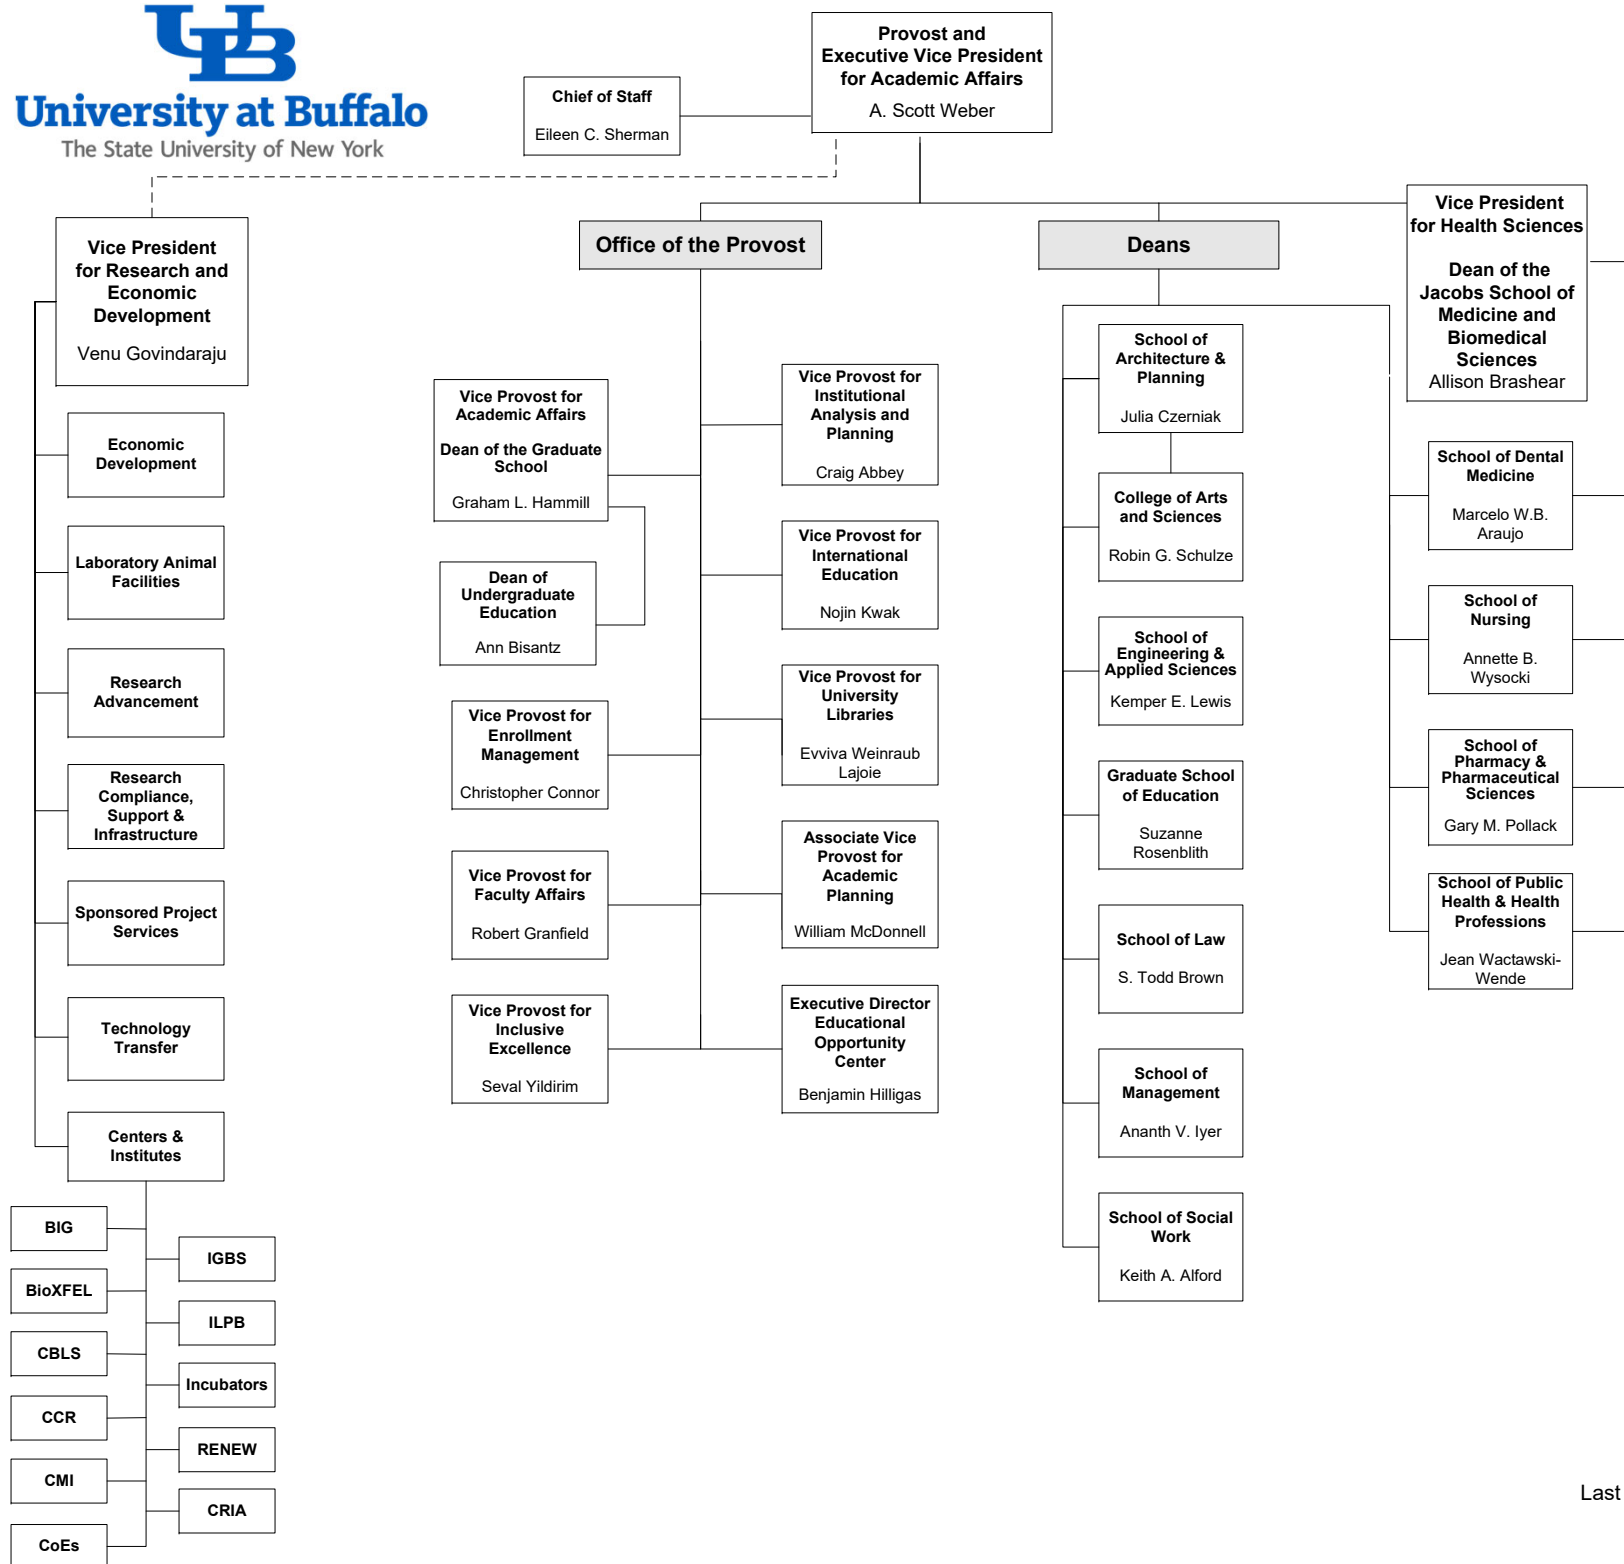 UB
University at Buffalo
The State University of New York
Provost and
Executive Vice President
for Academic Affairs
A. Scott Weber
Chief of Staff
Eileen C. Sherman
Vice President
for Research and
Economic
Development
Venu Govindaraju
Economic
Development
Laboratory Animal
Facilities
Research
Advancement
Research
Compliance,
Support &
Infrastructure
Sponsored Project
Services
Technology
Transfer
Centers &
Institutes
BIG
IGBS
BioXFEL
ILPB
CBLS
Incubators
CCR
RENEW
CMI
CRIA
CoEs
Office of the Provost
Vice Provost for
Academic Affairs
Dean of the Graduate
School
Graham L. Hammill
Dean of
Undergraduate
Education
Ann Bisantz
Vice Provost for
Enrollment
Management
Christopher Connor
Vice Provost for
Faculty Affairs
Robert Granfield
Vice Provost for
Inclusive
Excellence
Seval Yildirim
Vice Provost for
Institutional
Analysis and
Planning
Craig Abbey
Vice Provost for
International
Education
Nojin Kwak
Vice Provost for
University
Libraries
Evviva Weinraub
Lajoie
Associate Vice
Provost for
Academic
Planning
William McDonnell
Executive Director
Educational
Opportunity
Center
Benjamin Hilligas
Deans
School of
Architecture &
Planning
Julia Czerniak
College of Arts
and Sciences
Robin G. Schulze
School of
Engineering &
Applied Sciences
Kemper E. Lewis
Graduate School
of Education
Suzanne
Rosenblith
School of Law
S. Todd Brown
School of
Management
Ananth V. Iyer
School of Social
Work
Keith A. Alford
Vice President
for Health Sciences
Dean of the
Jacobs School of
Medicine and
Biomedical
Sciences
Allison Brashear
School of Dental
Medicine
Marcelo W.B.
Araujo
School of
Nursing
Annette B.
Wysocki
School of
Pharmacy &
Pharmaceutical
Sciences
Gary M. Pollack
School of Public
Health & Health
Professions
Jean Wactawski-
Wende
Last